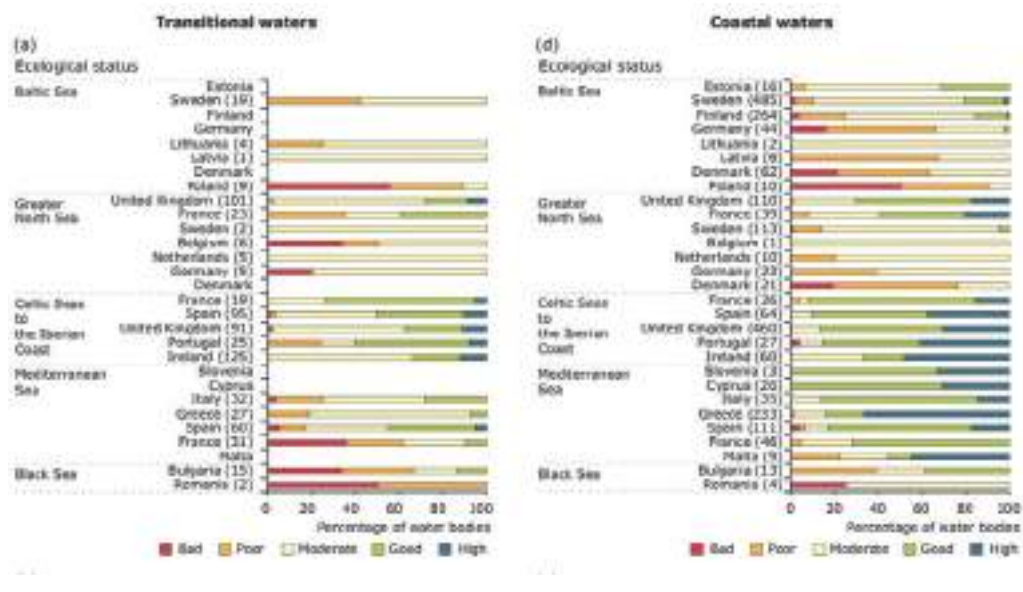 Transitional waters
(a)
Ecological status
Baltic Sea
Estonia
Sweden (19)
Finland
Germany
Lithuania (4)
Latvia (1)
Denmark
Poland (9)
Greater
North Sea
United Kingdom (101)
France (23)
Sweden (2)
Belgium (6)
Netherlands (5)
Germany (5)
Denmark
Celtic Seas
to
the Iberian
Coast
France (19)
Spain (95)
United Kingdom (91)
Portugal (25)
Ireland (126)
Mediterranean
Sea
Slovenia
Cyprus
Italy (32)
Greece (27)
Spain (60)
France (31)
Malta
Black Sea
Bulgaria (15)
Romania (2)
0 20 40 60 80 100
Percentage of water bodies
Bad Poor Moderate Good High
Coastal waters
(d)
Ecological status
Baltic Sea
Estonia (16)
Sweden (485)
Finland (264)
Germany (44)
Lithuania (2)
Latvia (6)
Denmark (62)
Poland (10)
Greater
North Sea
United Kingdom (110)
France (39)
Sweden (113)
Belgium (1)
Netherlands (10)
Germany (23)
Denmark (21)
Celtic Seas
to
the Iberian
Coast
France (26)
Spain (64)
United Kingdom (460)
Portugal (27)
Ireland (60)
Mediterranean
Sea
Slovenia (3)
Cyprus (26)
Italy (35)
Greece (233)
Spain (111)
France (46)
Malta (9)
Black Sea
Bulgaria (13)
Romania (4)
0 20 40 60 80 100
Percentage of water bodies
Bad Poor Moderate Good High